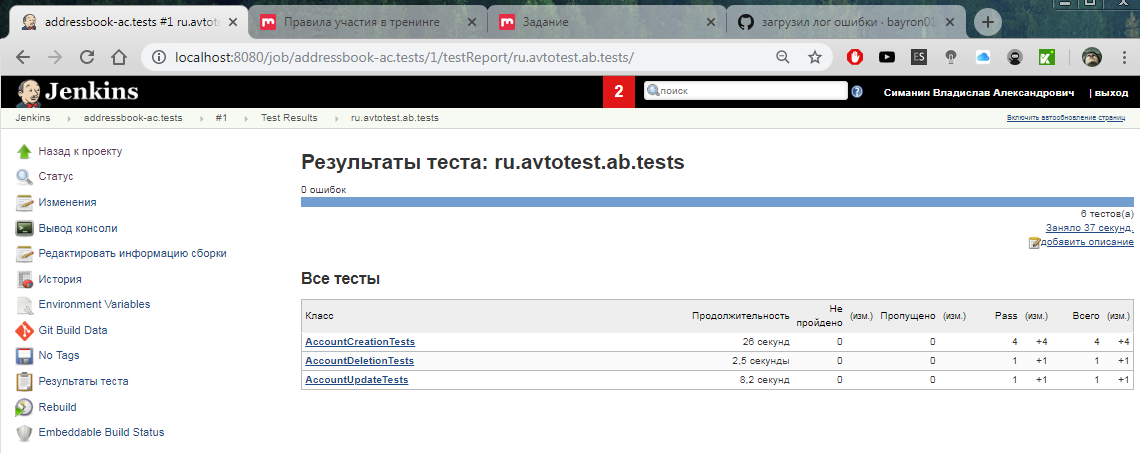 addressbook-ac.tests #1 ru.avtot
Правила участия в тренинге
Задание
загрузил лог ошибки · bayron02
localhost:8080/job/addressbook-ac.tests/1/testReport/ru.avtotest.ab.tests/
ES
Jenkins
2
поиск
Симанин Владислав Александрович
| выход
Jenkins
addressbook-ac.tests
#1
Test Results
ru.avtotest.ab.tests
Включить автообновление страниц
Назад к проекту
Статус
Изменения
Вывод консоли
Редактировать информацию сборки
История
Environment Variables
Git Build Data
No Tags
Результаты теста
Rebuild
Embeddable Build Status
Результаты теста: ru.avtotest.ab.tests
0 ошибок
6 тестов(а)
Заняло 37 секунд.
добавить описание
Все тесты
Класс Продолжительность Не пройдено (изм.) Пропущено (изм.) Pass (изм.) Всего (изм.)
AccountCreationTests 26 секунд 0 0 4 +4 4 +4
AccountDeletionTests 2,5 секунды 0 0 1 +1 1 +1
AccountUpdateTests 8,2 секунд 0 0 1 +1 1 +1